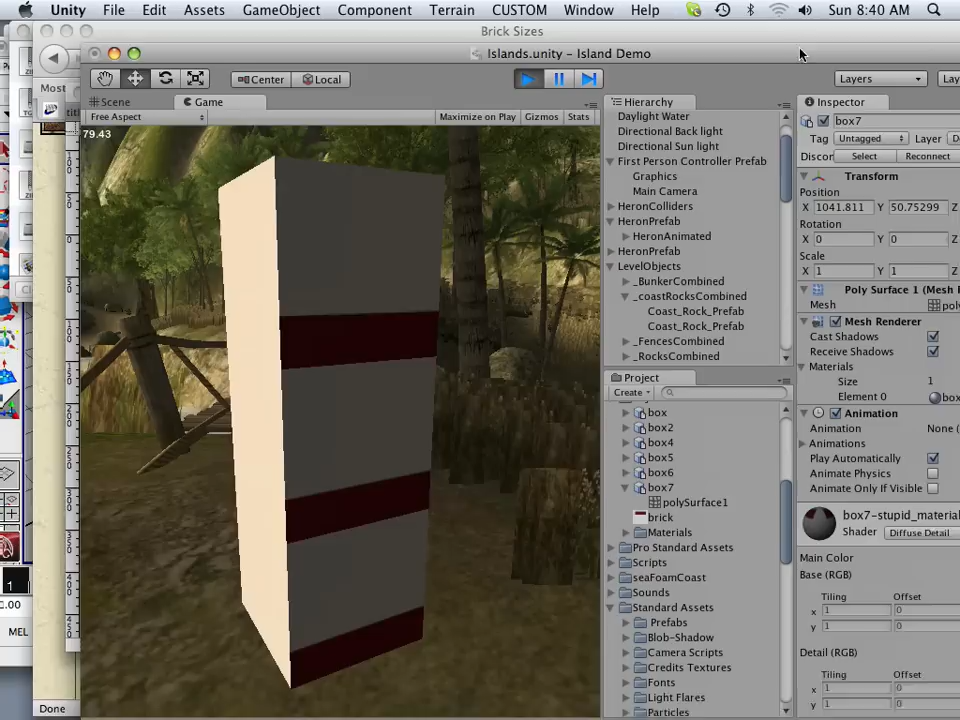 Unity File Edit Assets GameObject Component Terrain CUSTOM Window Help Sun 8:40 AM
Brick Sizes
Islands.unity – Island Demo
Center Local Layers
Most
Scene Game Hierarchy Inspector
Free Aspect Maximize on Play Gizmos Stats
79.43
Daylight Water
Directional Back light
Directional Sun light
First Person Controller Prefab
Graphics
Main Camera
HeronColliders
HeronPrefab
HeronAnimated
HeronPrefab
LevelObjects
_BunkerCombined
_coastRocksCombined
Coast_Rock_Prefab
Coast_Rock_Prefab
_FencesCombined
_RocksCombined
Project
Create
box
box2
box4
box5
box6
box7
polySurface1
brick
Materials
Pro Standard Assets
Scripts
seaFoamCoast
Sounds
Standard Assets
Prefabs
Blob-Shadow
Camera Scripts
Credits Textures
Fonts
Light Flares
Particles
box7
Tag Untagged Layer
Discon Select Reconnect
Transform
Position
X 1041.811 Y 50.75299 Z
Rotation
X 0 Y 0 Z
Scale
X 1 Y 1 Z
Poly Surface 1 (Mesh
Mesh poly
Mesh Renderer
Cast Shadows
Receive Shadows
Materials
Size 1
Element 0 box
Animation
Animation None (
Animations
Play Automatically
Animate Physics
Animate Only If Visible
box7-stupid_material
Shader Diffuse Detail
Main Color
Base (RGB)
Tiling Offset
x 1 0
y 1 0
Detail (RGB)
Tiling Offset
x 1 0
y 1 0
1
MEL
Done